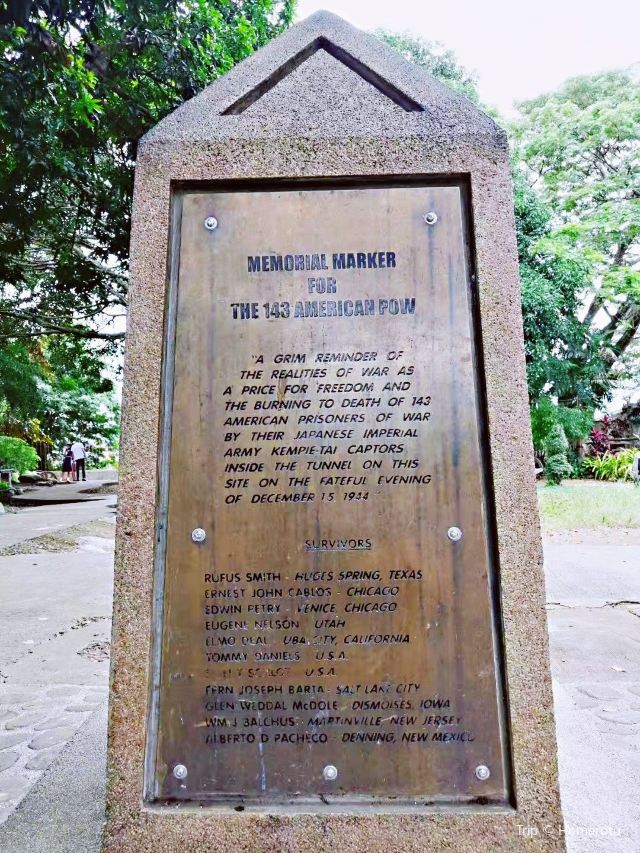 MEMORIAL MARKER
FOR
THE 143 AMERICAN POW
"A GRIM REMINDER OF
THE REALITIES OF WAR AS
A PRICE FOR FREEDOM AND
THE BURNING TO DEATH OF 143
AMERICAN PRISONERS OF WAR
BY THEIR JAPANESE IMPERIAL
ARMY KEMPIE-TAI CAPTORS
INSIDE THE TUNNEL ON THIS
SITE ON THE FATEFUL EVENING
OF DECEMBER 15 1944"
SURVIVORS
RUFUS SMITH - HUGES SPRING, TEXAS
ERNEST JOHN CABLOS - CHICAGO
EDWIN PETRY - VENICE, CHICAGO
EUGENE NELSON UTAH
ELMO DEAL - UBA CITY, CALIFORNIA
TOMMY DANIELS U.S.A.
U.S.A.
FERN JOSEPH BARTA - SALT LAKE CITY
GLEN WEDDAL McDOLE - DISMOISES, IOWA
WM J BALCHUS - MARTINVILLE, NEW JERSEY
ALBERTO D PACHECO - DENNING, NEW MEXICO
Trip © Homorotu